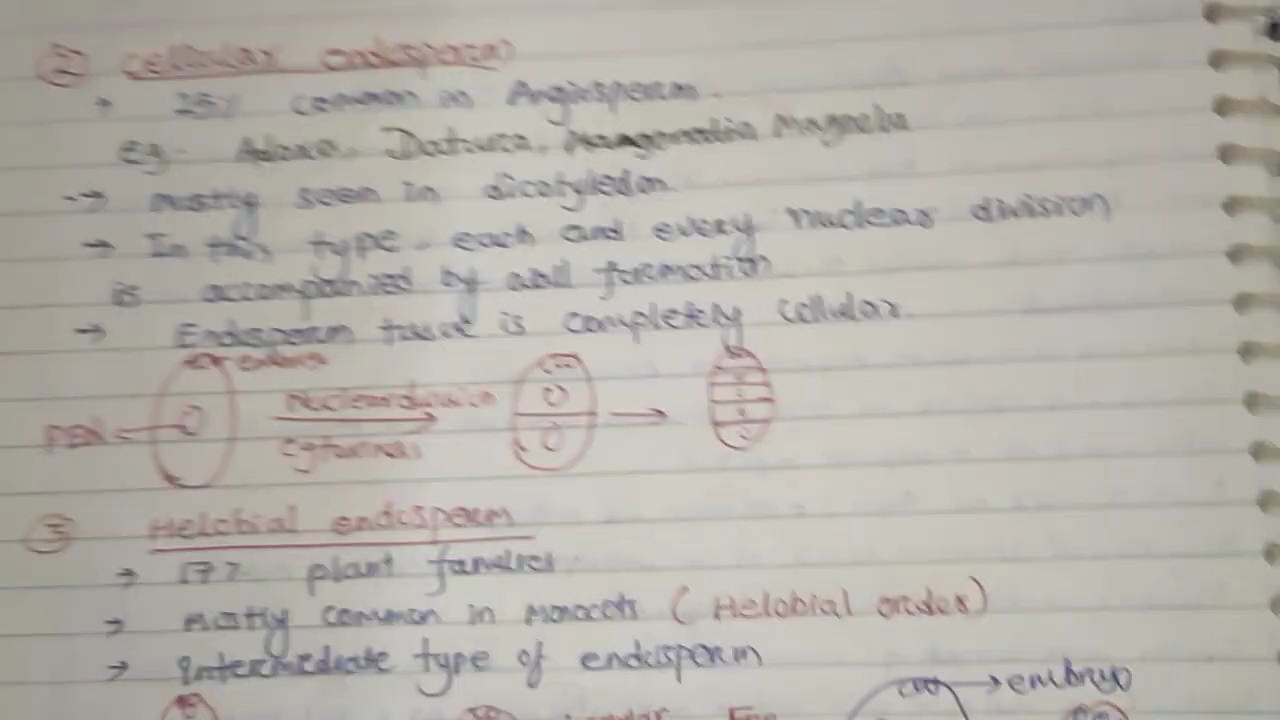 ② Cellular endosperm
→ 25% common in Angiosperm.
eg. Adoxa, Datura, Magnolia
→ mostly seen in dicotyledon
→ In this type each and every nuclear division
is accompanied by wall formation
→ Endosperm is completely cellular.
PEN
nuclear division
③ Helobial endosperm
→ 17% plant families
→ mostly common in Monocots (Helobial order)
→ Intermediate type of endosperm
→ embryo